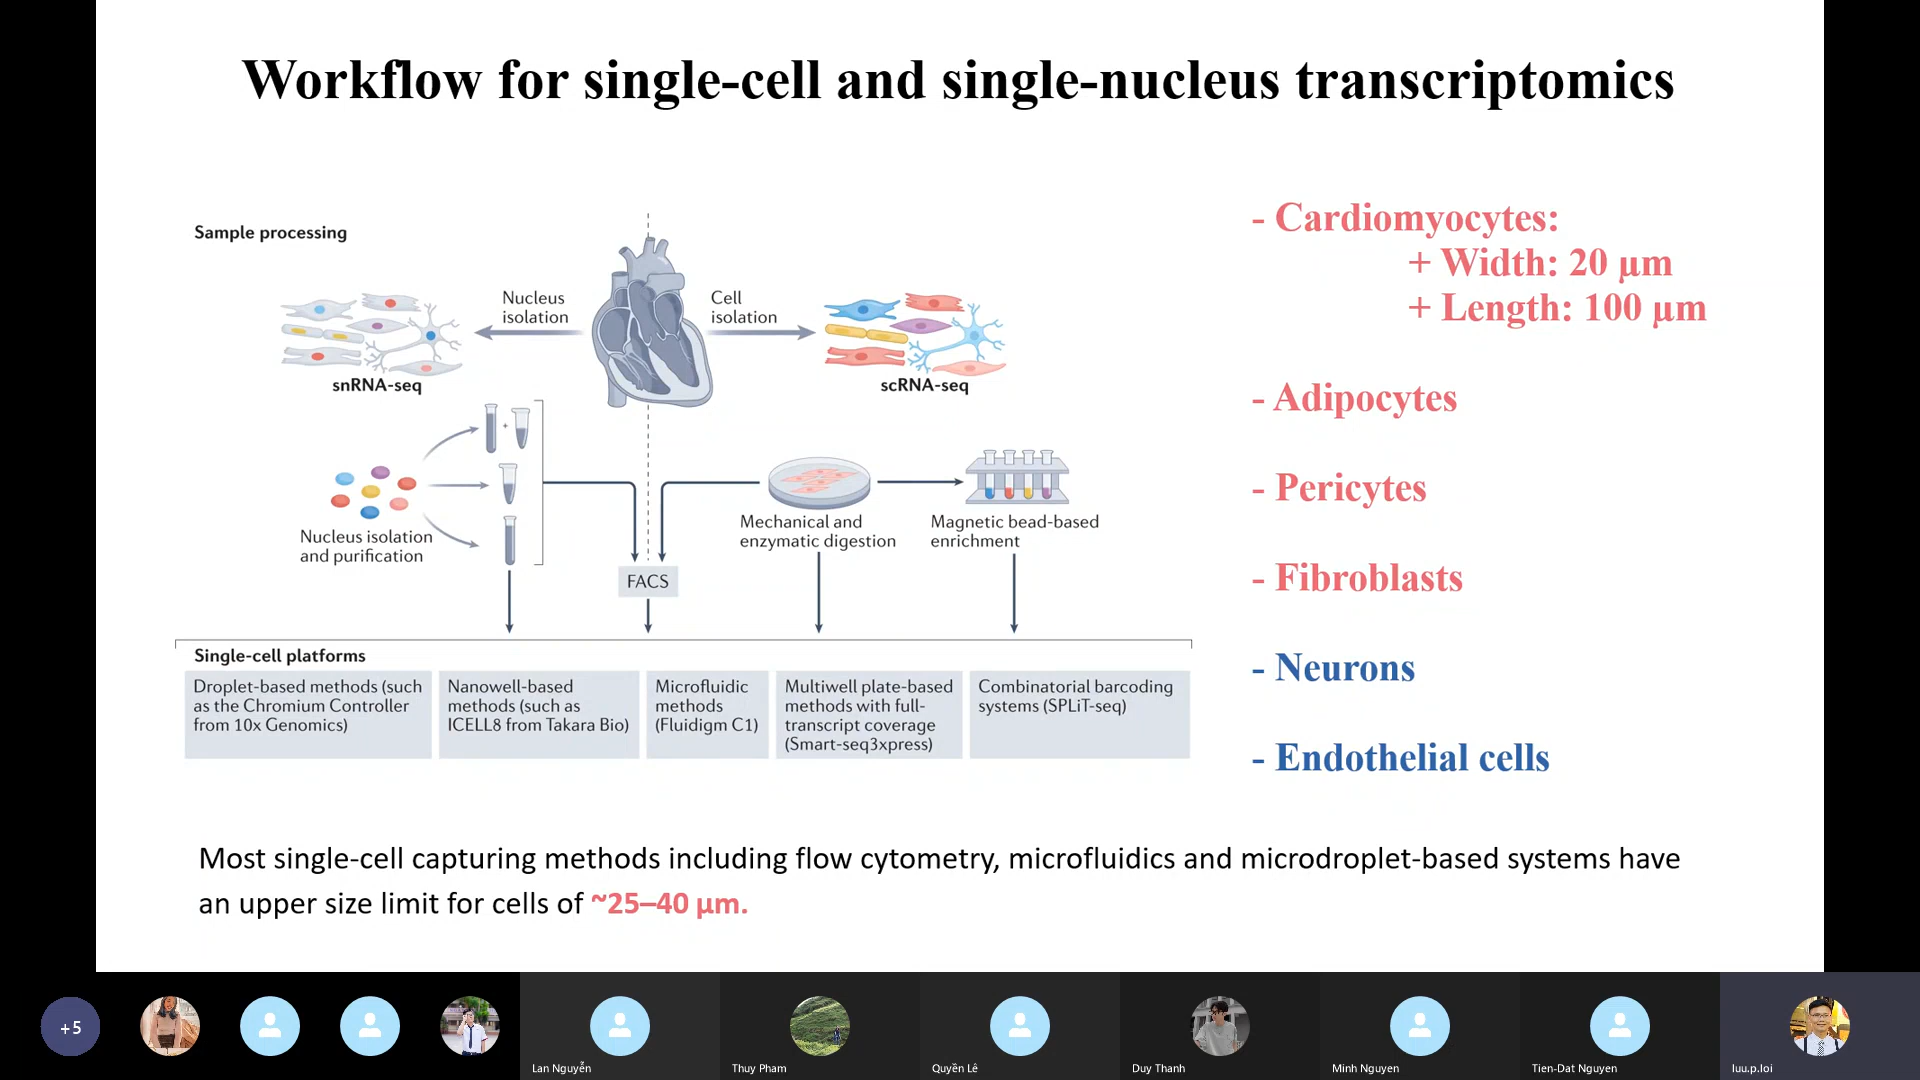 Workflow for single-cell and single-nucleus transcriptomics
Sample processing
Nucleus
isolation
Cell
isolation
snRNA-seq
scRNA-seq
+
Nucleus isolation
and purification
Mechanical and
enzymatic digestion
Magnetic bead-based
enrichment
FACS
Single-cell platforms
Droplet-based methods (such
as the Chromium Controller
from 10x Genomics)
Nanowell-based
methods (such as
ICELL8 from Takara Bio)
Microfluidic
methods
(Fluidigm C1)
Multiwell plate-based
methods with full-
transcript coverage
(Smart-seq3xpress)
Combinatorial barcoding
systems (SPLiT-seq)
- Cardiomyocytes:
+ Width: 20 µm
+ Length: 100 µm
- Adipocytes
- Pericytes
- Fibroblasts
- Neurons
- Endothelial cells
Most single-cell capturing methods including flow cytometry, microfluidics and microdroplet-based systems have
an upper size limit for cells of ~25–40 µm.
+5
Lan Nguyễn
Thuy Pham
Quyền Lê
Duy Thanh
Minh Nguyen
Tien-Dat Nguyen
luu.p.loi